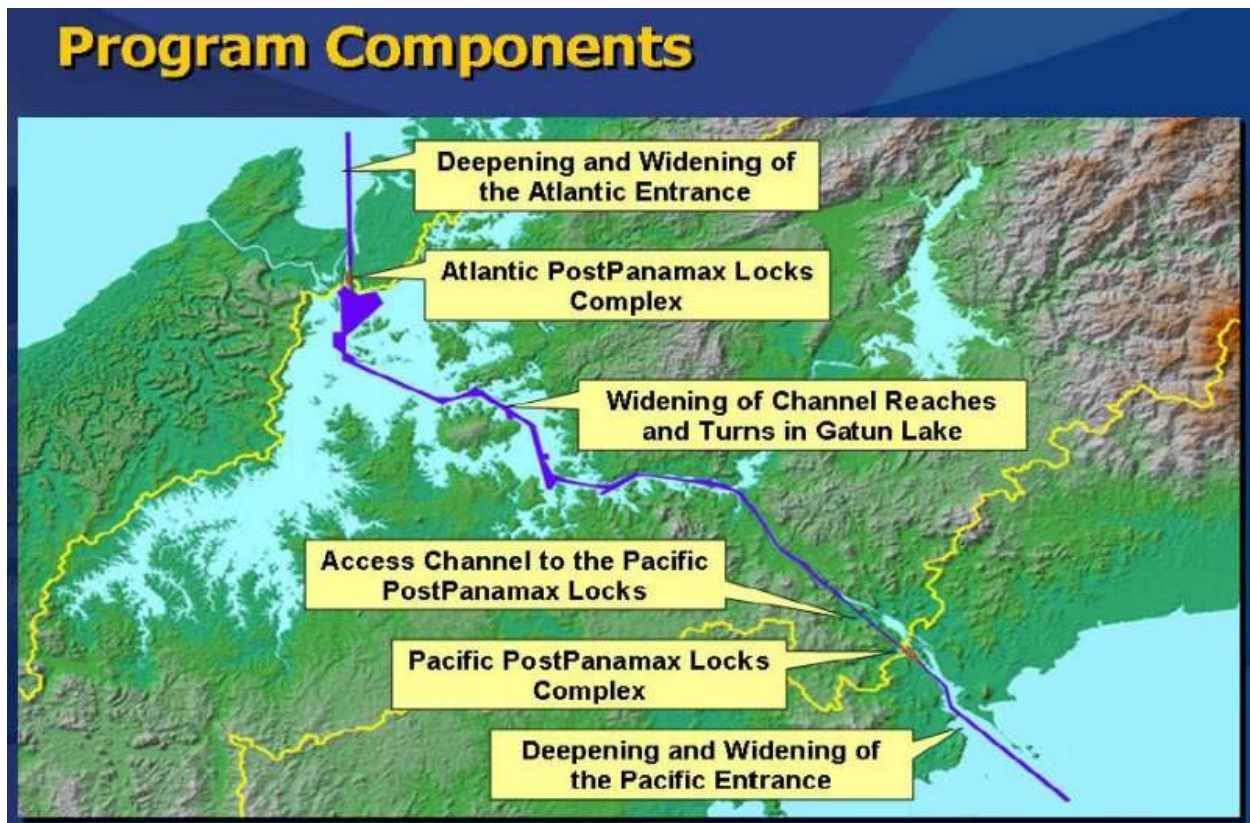 Program Components
Deepening and Widening of
the Atlantic Entrance
Atlantic PostPanamax Locks
Complex
Widening of Channel Reaches
and Turns in Gatun Lake
Access Channel to the Pacific
PostPanamax Locks
Pacific PostPanamax Locks
Complex
Deepening and Widening of
the Pacific Entrance